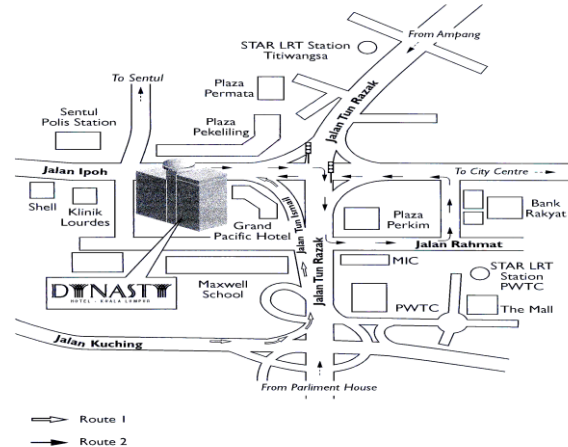 From Ampang
STAR LRT Station
Titiwangsa
To Sentul
Plaza
Permata
Jalan Tun Razak
Sentul
Polis Station
Plaza
Pekeliling
Jalan Ipoh
To City Centre
Shell
Klinik
Lourdes
Jalan Tun Ismail
Grand
Pacific Hotel
Plaza
Perkim
Bank
Rakyat
Jalan Tun Razak
Jalan Rahmat
DYNASTY
HOTEL · KUALA LUMPUR
Maxwell
School
MIC
STAR LRT
Station
PWTC
PWTC
The Mall
Jalan Kuching
From Parliment House
Route 1
Route 2